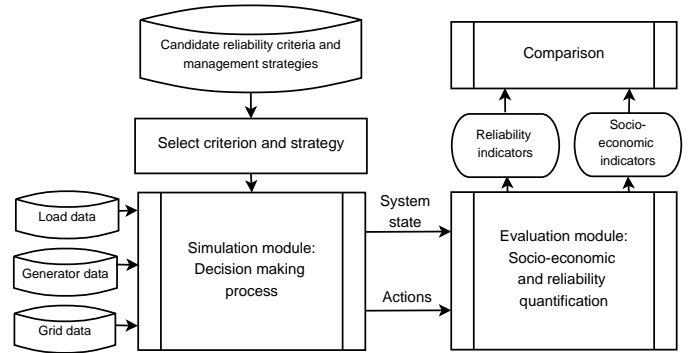 Candidate reliability criteria and
management strategies
Comparison
Select criterion and strategy
Reliability
indicators
Socio-
economic
indicators
Load data
Generator data
Grid data
Simulation module:
Decision making
process
System
state
Actions
Evaluation module:
Socio-economic
and reliability
quantification